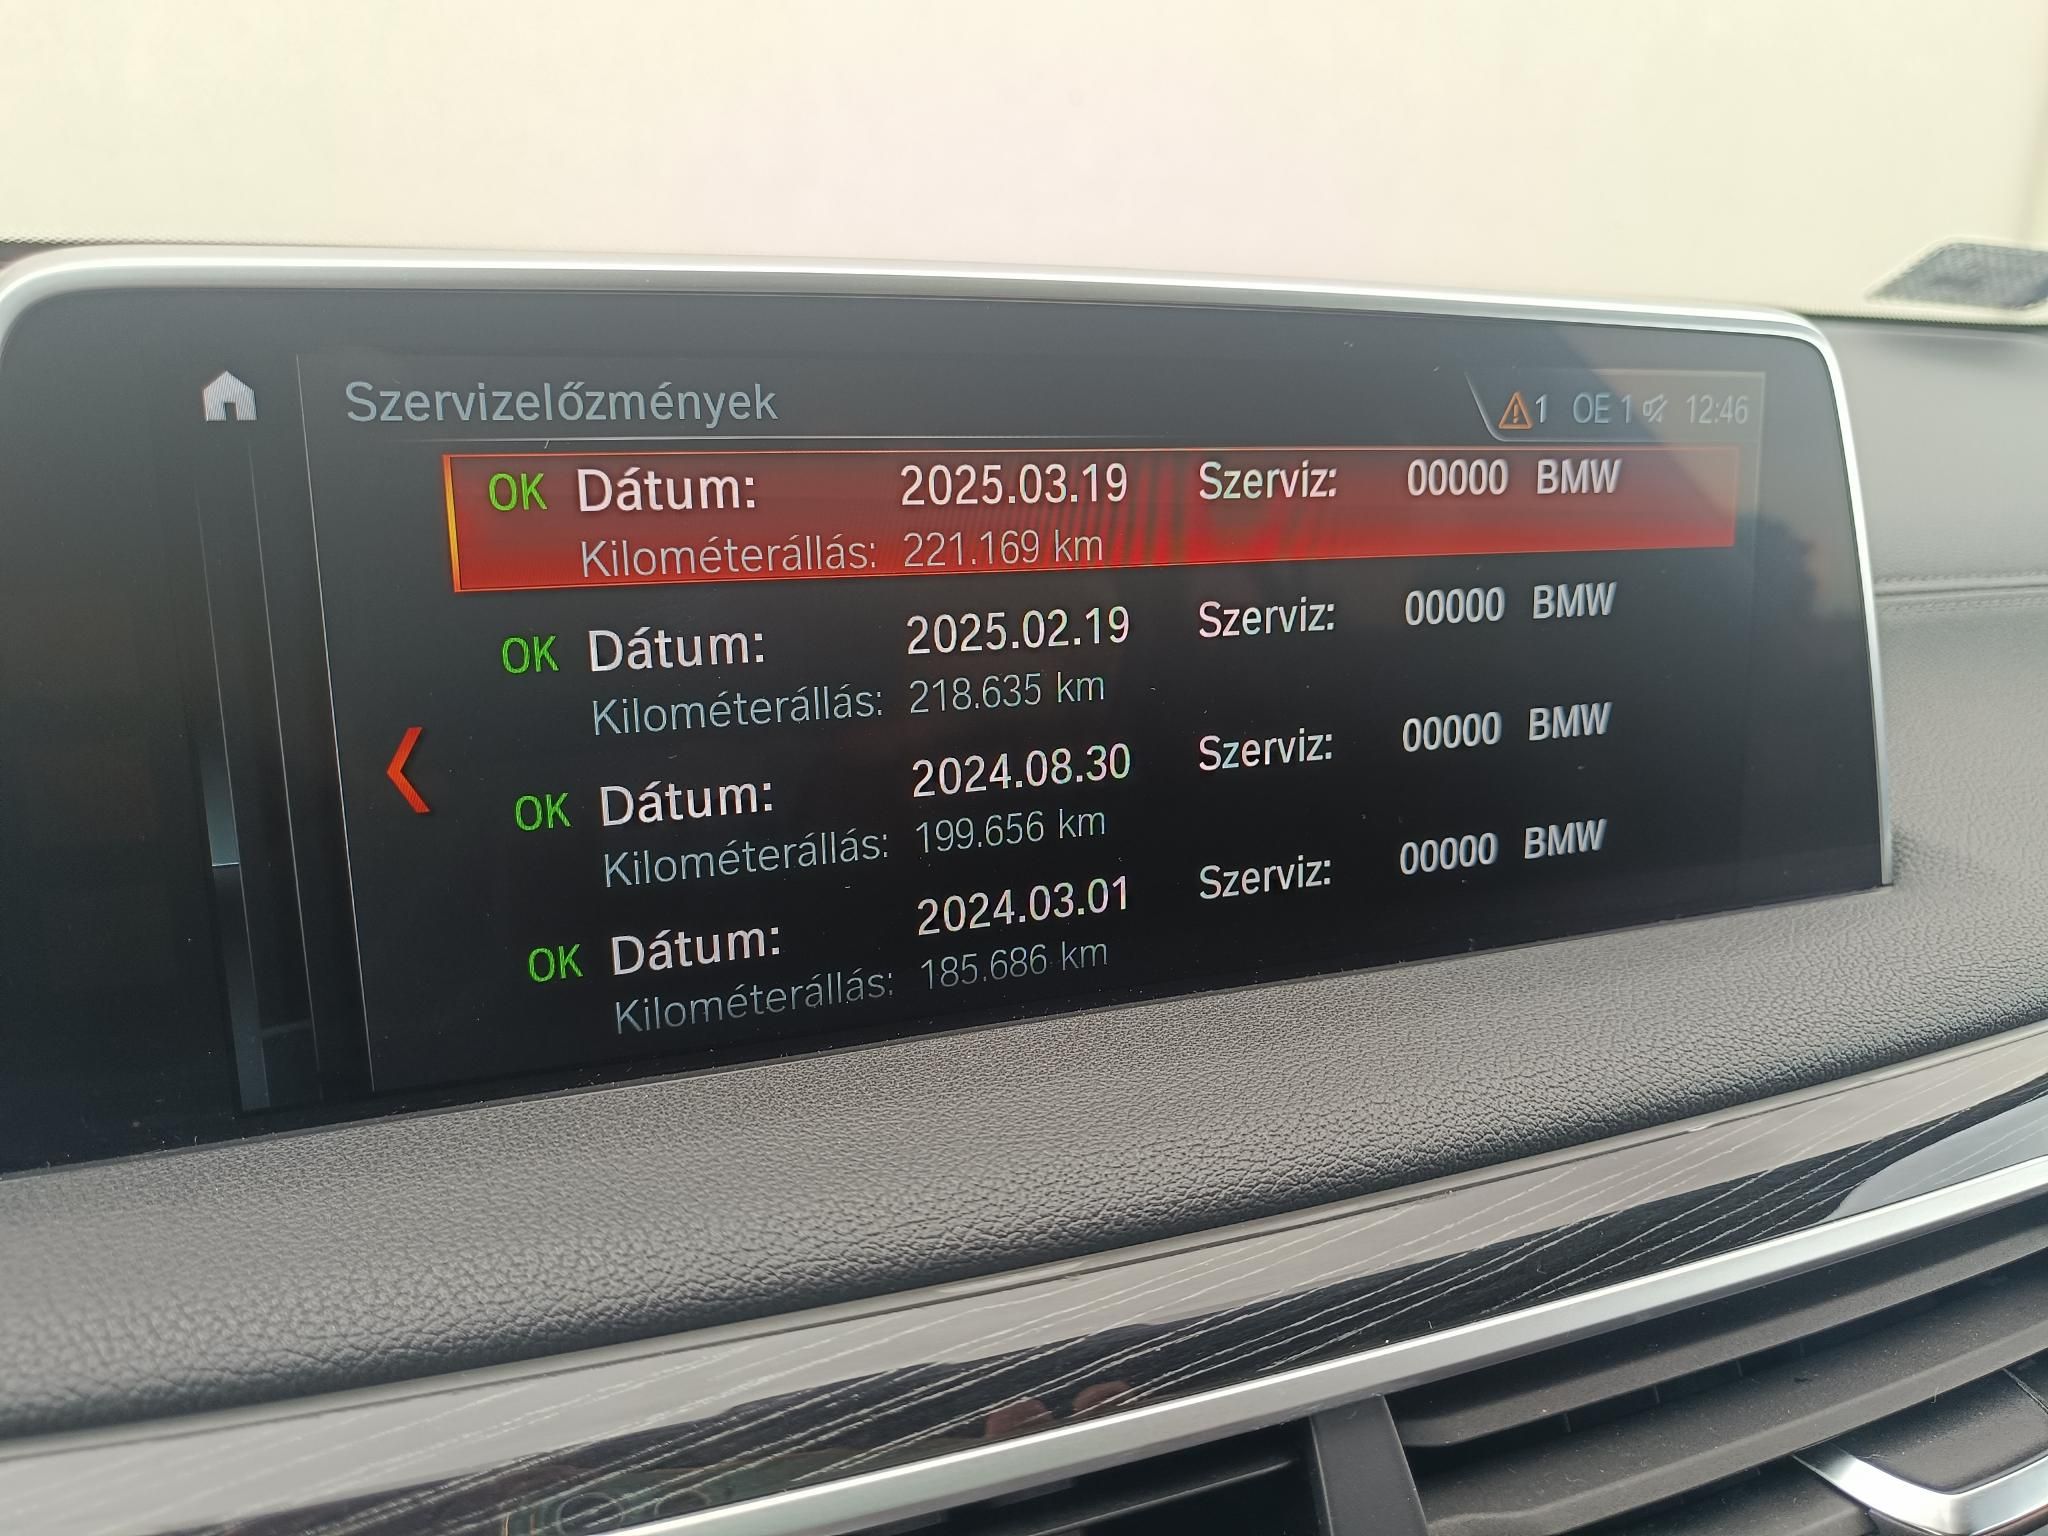 Szervizelőzmények 1 OE 1 12:46
OK Dátum: 2025.03.19 Szerviz: 00000 BMW
Kilométerállás: 221.169 km
OK Dátum: 2025.02.19 Szerviz: 00000 BMW
Kilométerállás: 218.635 km
OK Dátum: 2024.08.30 Szerviz: 00000 BMW
Kilométerállás: 199.656 km
OK Dátum: 2024.03.01 Szerviz: 00000 BMW
Kilométerállás: 185.686 km